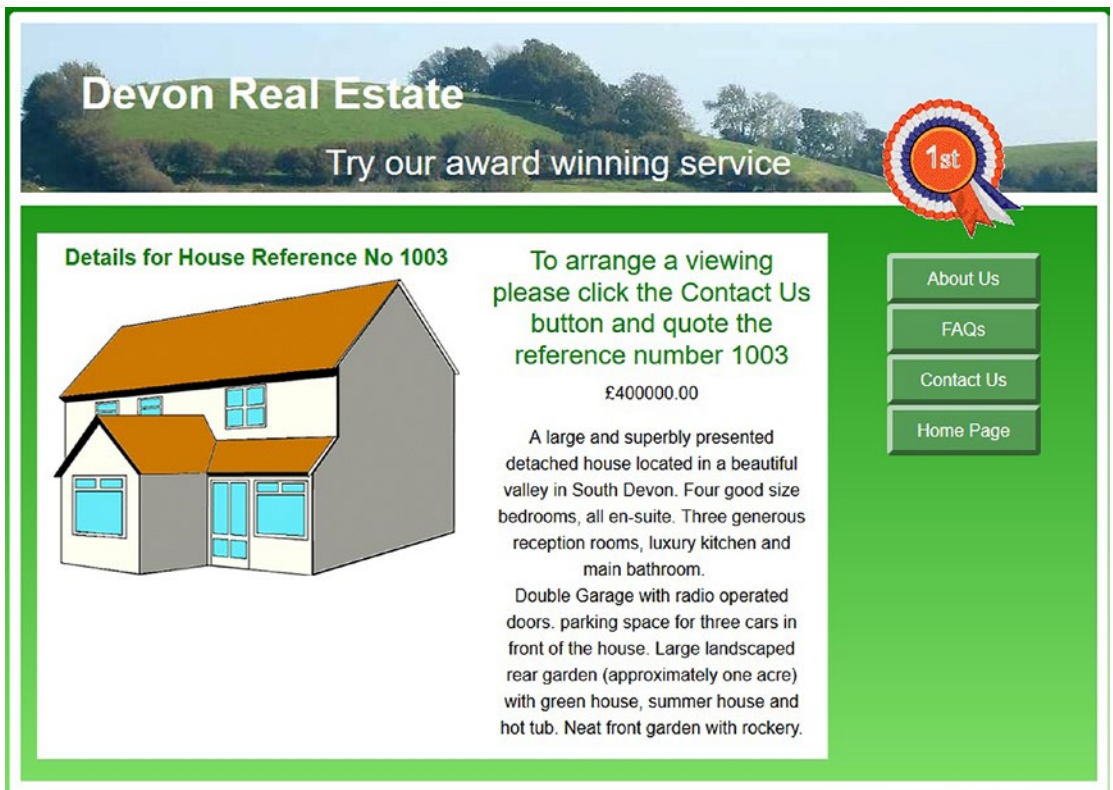 Devon Real Estate
Try our award winning service
1st
Details for House Reference No 1003
To arrange a viewing
please click the Contact Us
button and quote the
reference number 1003
£400000.00
A large and superbly presented
detached house located in a beautiful
valley in South Devon. Four good size
bedrooms, all en-suite. Three generous
reception rooms, luxury kitchen and
main bathroom.
Double Garage with radio operated
doors. parking space for three cars in
front of the house. Large landscaped
rear garden (approximately one acre)
with green house, summer house and
hot tub. Neat front garden with rockery.
About Us
FAQs
Contact Us
Home Page